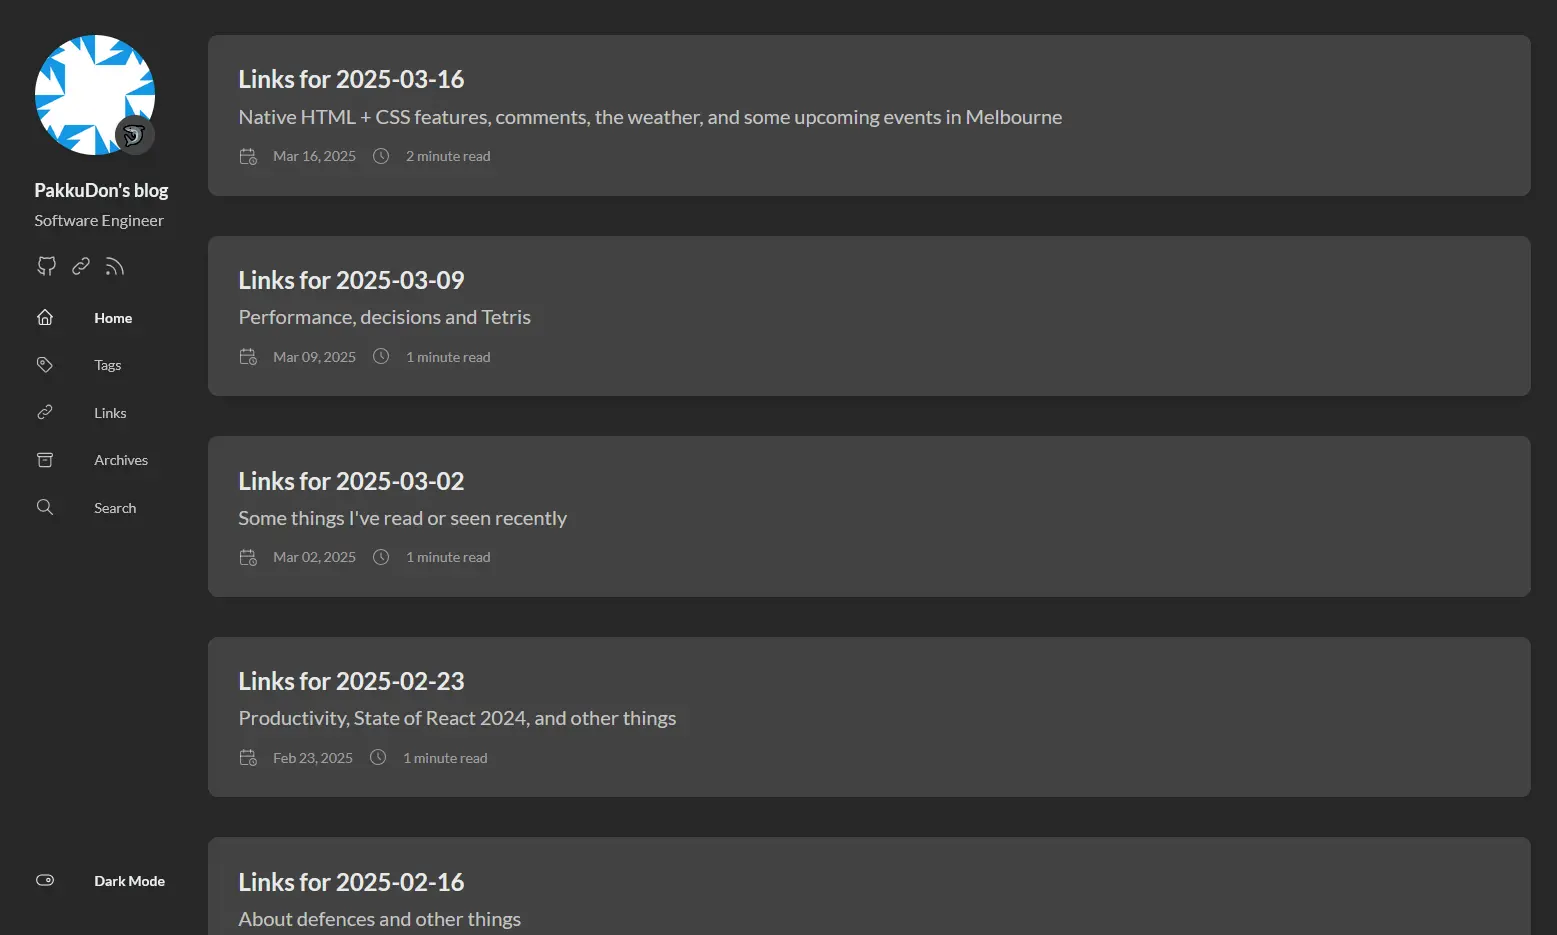 PakkuDon's blog
Software Engineer
Home
Tags
Links
Archives
Search
Dark Mode
Links for 2025-03-16
Native HTML + CSS features, comments, the weather, and some upcoming events in Melbourne
Mar 16, 2025 2 minute read
Links for 2025-03-09
Performance, decisions and Tetris
Mar 09, 2025 1 minute read
Links for 2025-03-02
Some things I've read or seen recently
Mar 02, 2025 1 minute read
Links for 2025-02-23
Productivity, State of React 2024, and other things
Feb 23, 2025 1 minute read
Links for 2025-02-16
About defences and other things